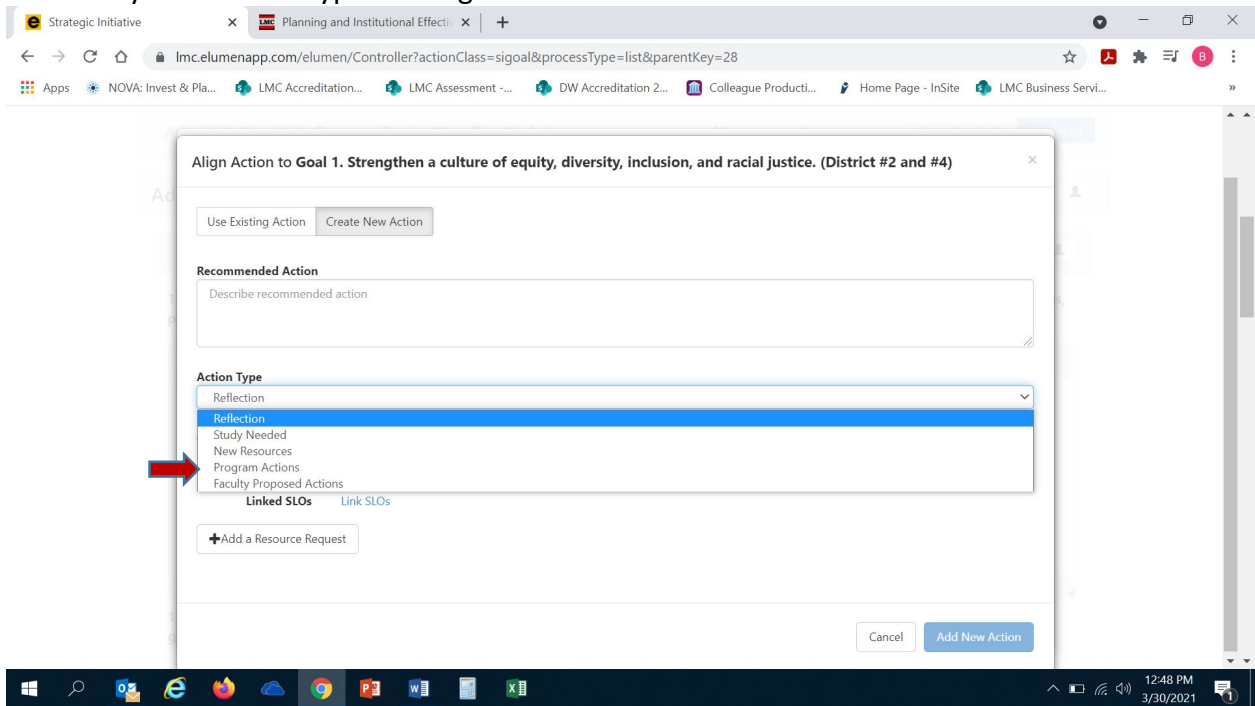 Strategic Initiative
Planning and Institutional Effectiv
lmc.elumenapp.com/elumen/Controller?actionClass=sigoal&processType=list&parentKey=28
B
Apps NOVA: Invest & Pla... LMC Accreditation... LMC Assessment -... DW Accreditation 2... Colleague Producti... Home Page - InSite LMC Business Servi... »
Align Action to Goal 1. Strengthen a culture of equity, diversity, inclusion, and racial justice. (District #2 and #4)
Use Existing Action Create New Action
Recommended Action
Describe recommended action
Action Type
Reflection
Reflection
Study Needed
New Resources
Program Actions
Faculty Proposed Actions
Linked SLOs Link SLOs
+Add a Resource Request
Cancel Add New Action
12:48 PM
3/30/2021
1